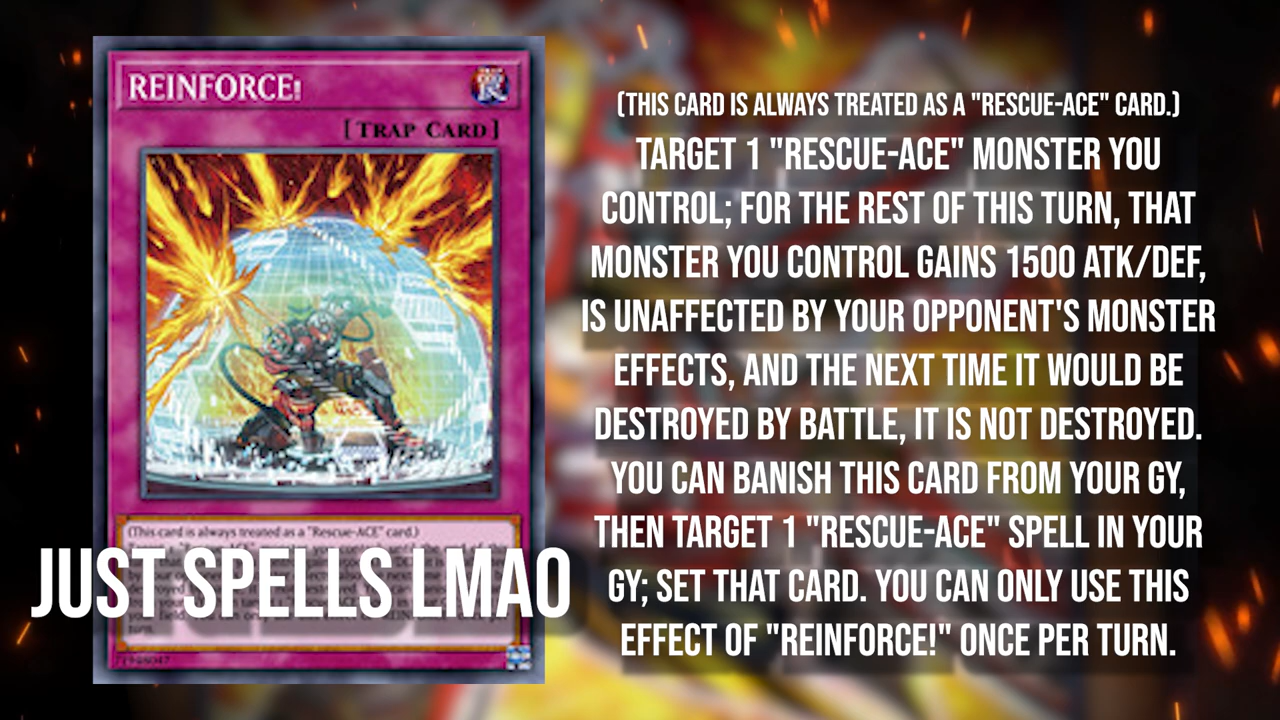 REINFORCE!
[TRAP CARD]
(This card is always treated as a "Rescue-ACE" card.)
JUST SPELLS LMAO
(THIS CARD IS ALWAYS TREATED AS A "RESCUE-ACE" CARD.)
TARGET 1 "RESCUE-ACE" MONSTER YOU
CONTROL; FOR THE REST OF THIS TURN, THAT
MONSTER YOU CONTROL GAINS 1500 ATK/DEF,
IS UNAFFECTED BY YOUR OPPONENT'S MONSTER
EFFECTS, AND THE NEXT TIME IT WOULD BE
DESTROYED BY BATTLE, IT IS NOT DESTROYED.
YOU CAN BANISH THIS CARD FROM YOUR GY,
THEN TARGET 1 "RESCUE-ACE" SPELL IN YOUR
GY; SET THAT CARD. YOU CAN ONLY USE THIS
EFFECT OF "REINFORCE!" ONCE PER TURN.